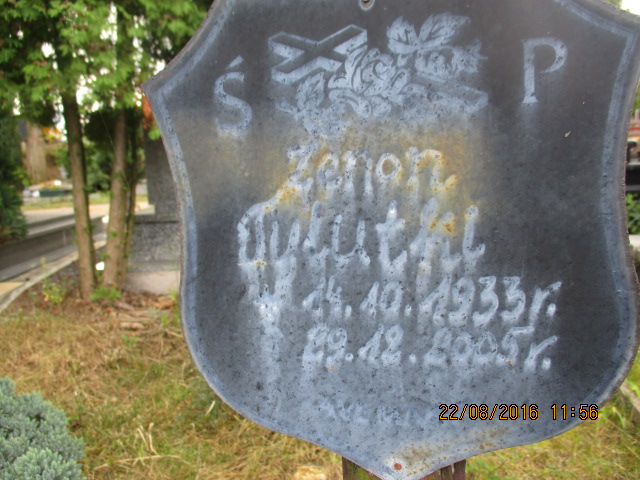 Ś P
Zenon
14.10.1933r.
29.12.2005r.
22/08/2016 11:56